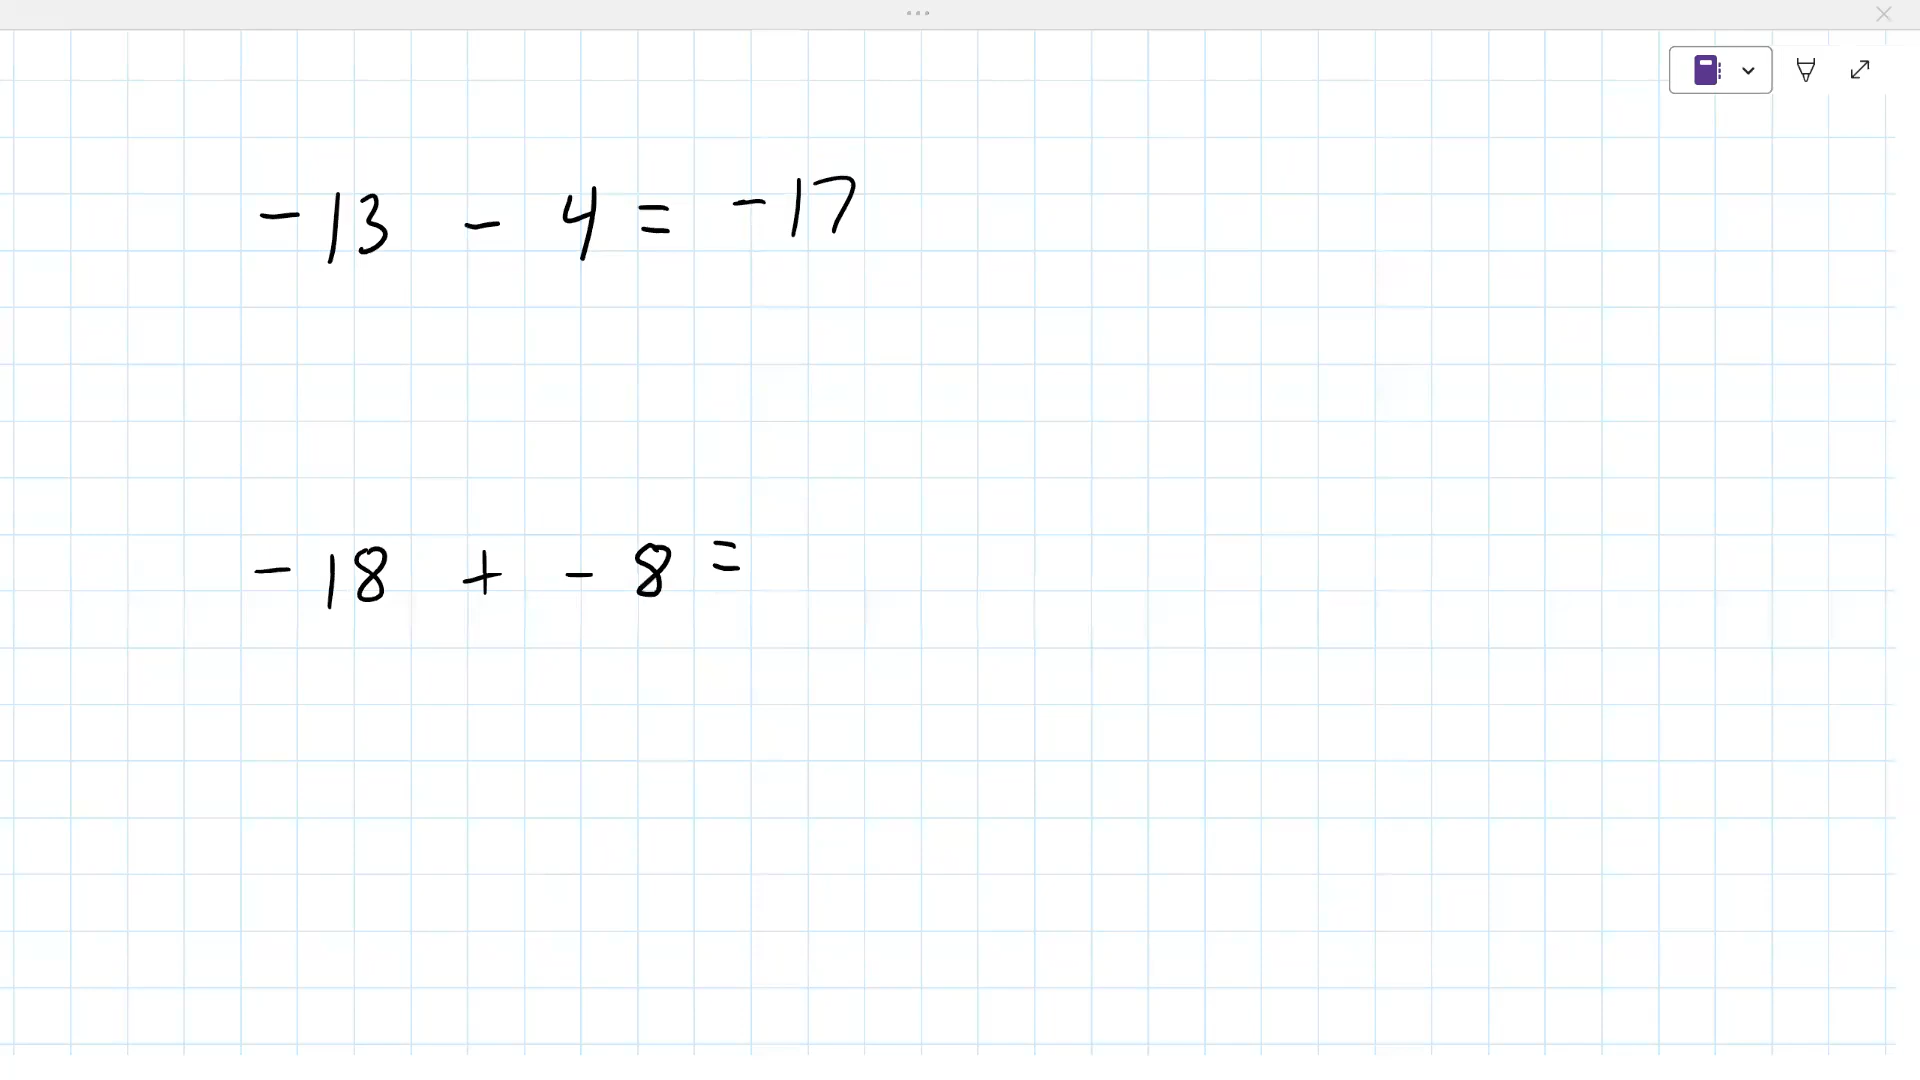 -13 - 4 = -17
-18 + -8 =